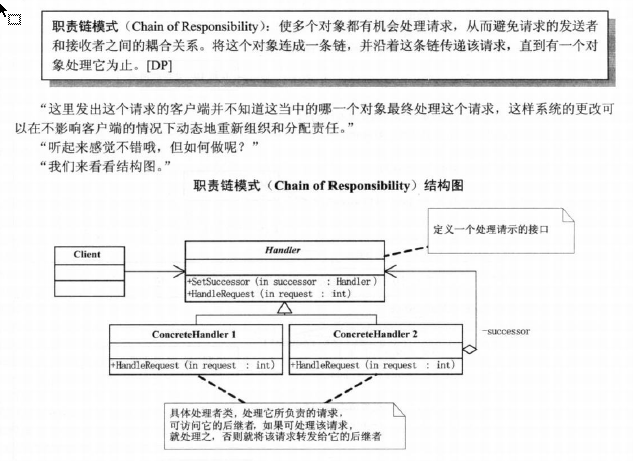 职责链模式（Chain of Responsibility）：使多个对象都有机会处理请求，从而避免请求的发送者
和接收者之间的耦合关系。将这个对象连成一条链，并沿着这条链传递该请求，直到有一个对
象处理它为止。[DP]
“这里发出这个请求的客户端并不知道这当中的哪一个对象最终处理这个请求，这样系统的更改可
以在不影响客户端的情况下动态地重新组织和分配责任。”
“听起来感觉不错哦，但如何做呢？”
“我们来看看结构图。”
职责链模式（Chain of Responsibility）结构图
定义一个处理请示的接口
Client
Handler
+SetSuccessor (in successor : Handler)
+HandleRequest (in request : int)
-successor
ConcreteHandler 1
+HandleRequest (in request : int)
ConcreteHandler 2
+HandleRequest (in request : int)
具体处理者类，处理它所负责的请求，
可访问它的后继者，如果可处理该请求，
就处理之，否则就将该请求转发给它的后继者